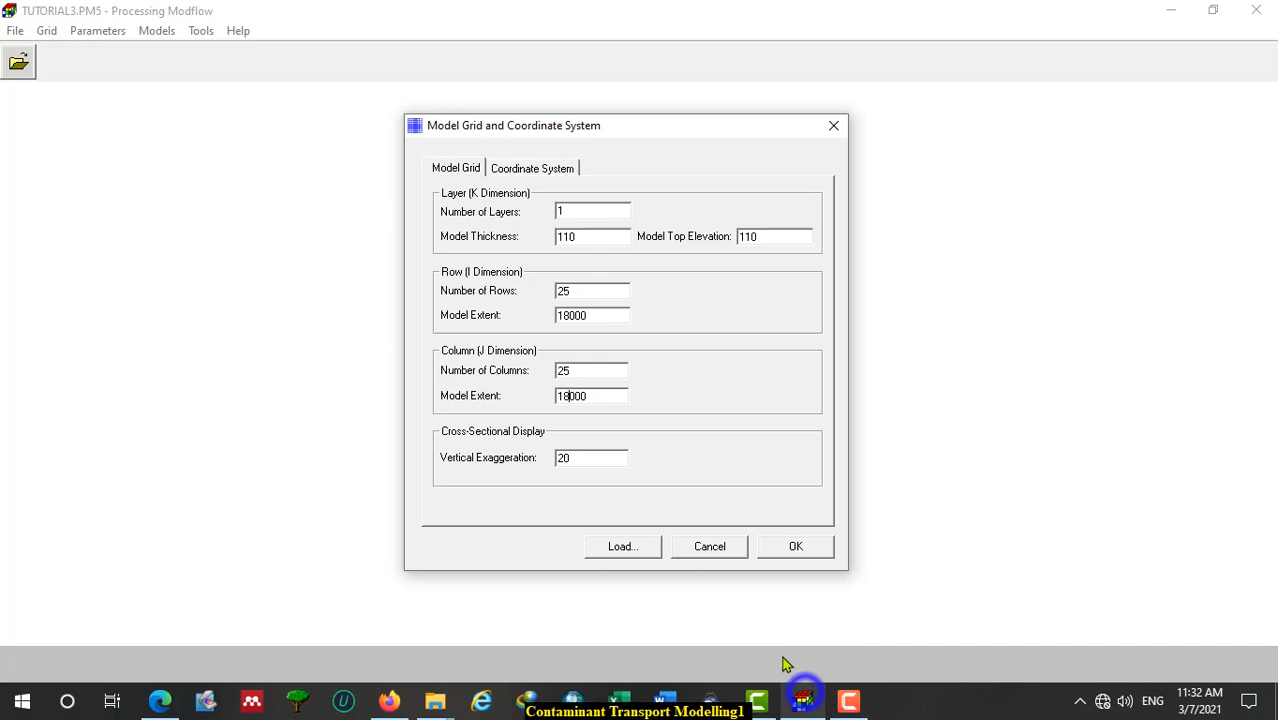 TUTORIAL3.PM5 - Processing Modflow
File Grid Parameters Models Tools Help
Model Grid and Coordinate System
Model Grid Coordinate System
Layer (K Dimension)
Number of Layers: 1
Model Thickness: 110 Model Top Elevation: 110
Row (I Dimension)
Number of Rows: 25
Model Extent: 18000
Column (J Dimension)
Number of Columns: 25
Model Extent: 18000
Cross-Sectional Display
Vertical Exaggeration: 20
Load... Cancel OK
ENG
11:32 AM
3/7/2021
Contaminant Transport Modelling1